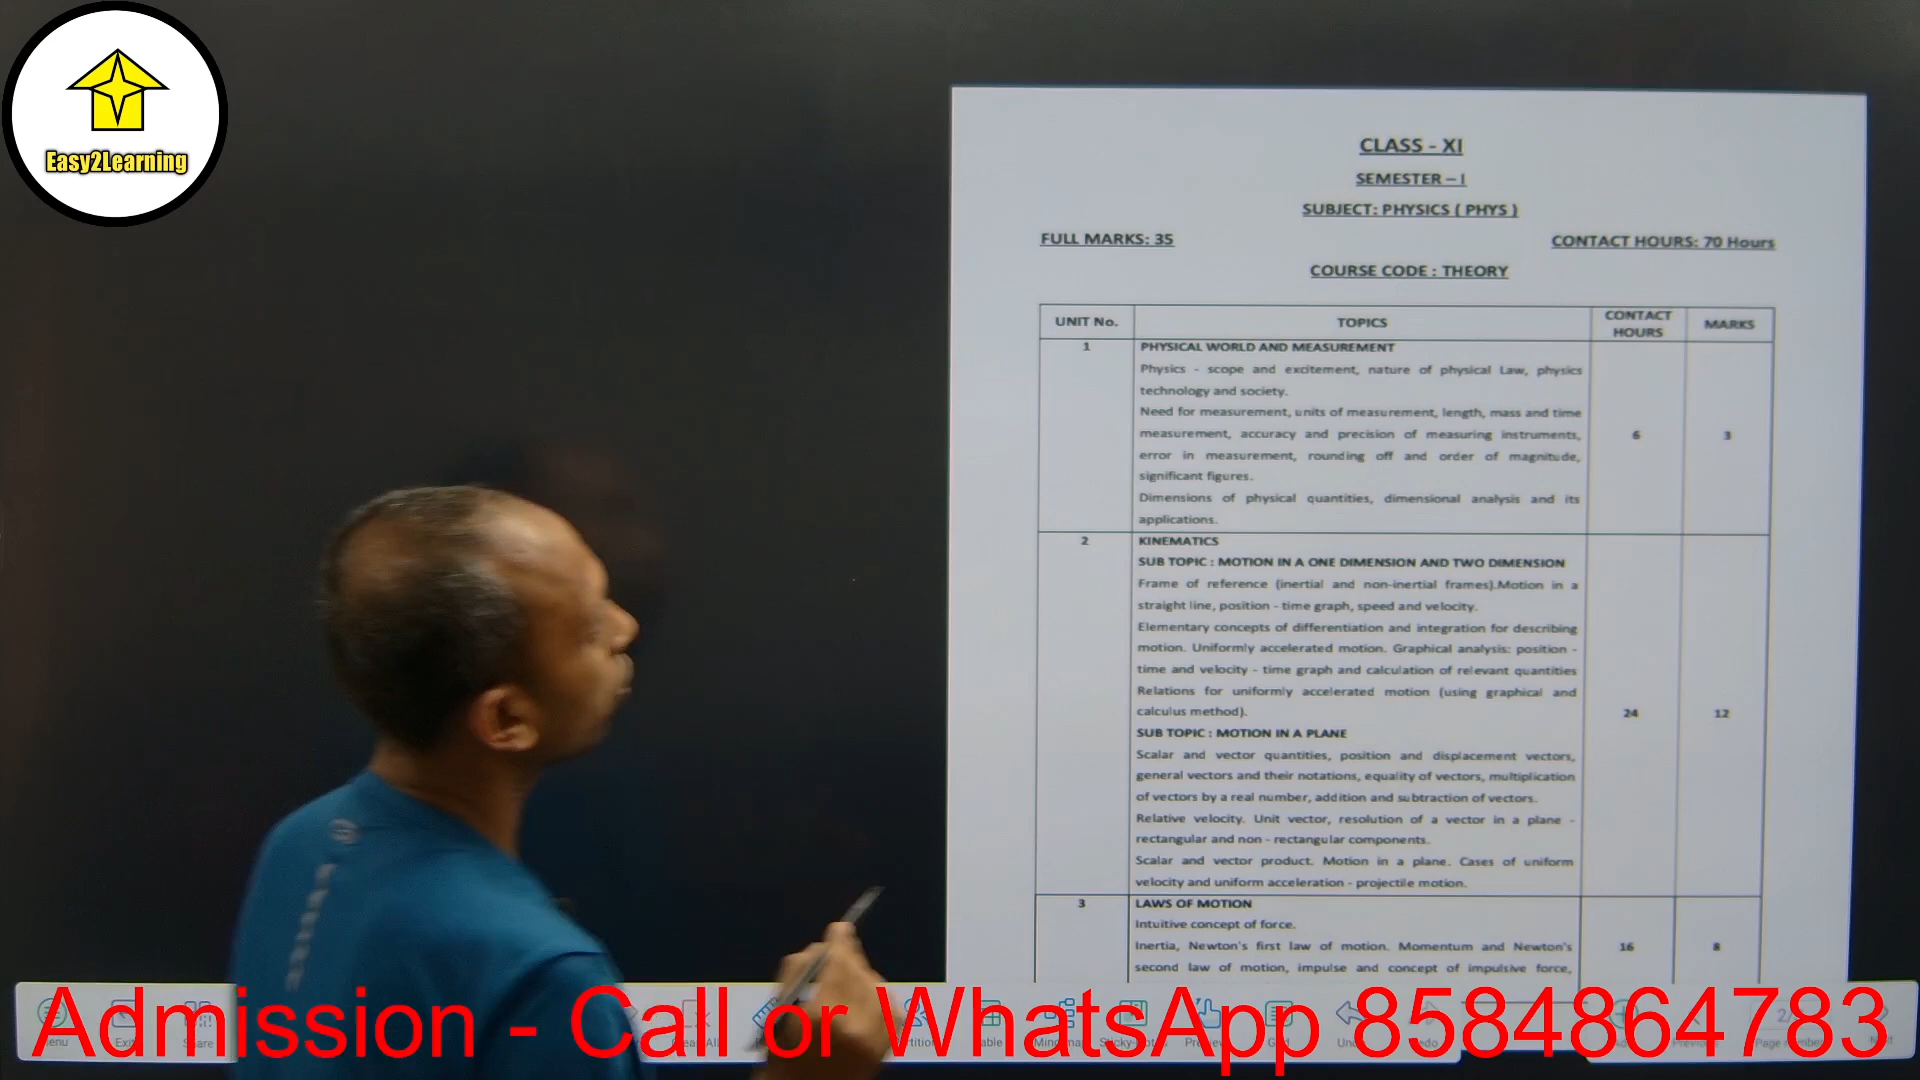 Easy2Learning
CLASS - XI
SEMESTER – I
SUBJECT: PHYSICS ( PHYS )
FULL MARKS: 35
CONTACT HOURS: 70 Hours
COURSE CODE : THEORY
UNIT No.
TOPICS
CONTACT
HOURS
MARKS
1
PHYSICAL WORLD AND MEASUREMENT
Physics - scope and excitement, nature of physical Law, physics
technology and society.
Need for measurement, units of measurement, length, mass and time
measurement, accuracy and precision of measuring instruments,
error in measurement, rounding off and order of magnitude,
significant figures.
Dimensions of physical quantities, dimensional analysis and its
applications.
6
3
2
KINEMATICS
SUB TOPIC : MOTION IN A ONE DIMENSION AND TWO DIMENSION
Frame of reference (inertial and non-inertial frames).Motion in a
straight line, position - time graph, speed and velocity.
Elementary concepts of differentiation and integration for describing
motion. Uniformly accelerated motion. Graphical analysis: position -
time and velocity - time graph and calculation of relevant quantities
Relations for uniformly accelerated motion (using graphical and
calculus method).
SUB TOPIC : MOTION IN A PLANE
Scalar and vector quantities, position and displacement vectors,
general vectors and their notations, equality of vectors, multiplication
of vectors by a real number, addition and subtraction of vectors.
Relative velocity. Unit vector, resolution of a vector in a plane -
rectangular and non - rectangular components.
Scalar and vector product. Motion in a plane. Cases of uniform
velocity and uniform acceleration - projectile motion.
24
12
3
LAWS OF MOTION
Intuitive concept of force.
Inertia, Newton's first law of motion. Momentum and Newton's
second law of motion, impulse and concept of impulsive force,
16
8
Admission - Call or WhatsApp 8584864783